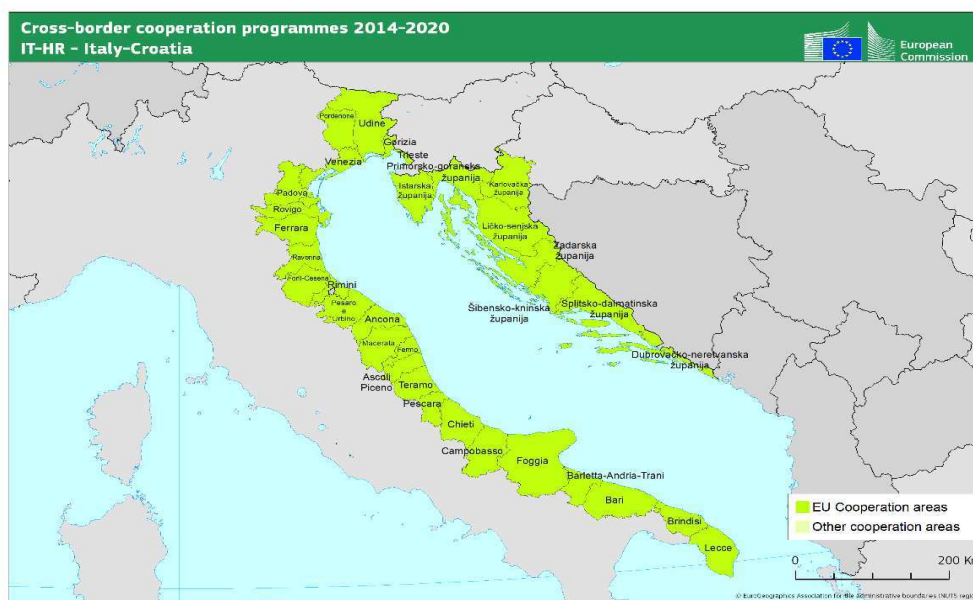 Cross-border cooperation programmes 2014-2020
IT-HR - Italy-Croatia
European
Commission
Pordenone
Udine
Gorizia
Trieste
Venezia
Primorsko-goranska
županija
Istarska
županija
Karlovačka
županija
Padova
Rovigo
Ferrara
Ličko-senjska
županija
Zadarska
županija
Ravenna
Forlì-Cesena
Rimini
Pesaro
e
Urbino
Ancona
Šibensko-kninska
županija
Splitsko-dalmatinska
županija
Macerata
Fermo
Dubrovačko-neretvanska
županija
Ascoli
Piceno
Teramo
Pescara
Chieti
Campobasso
Foggia
Barletta-Andria-Trani
Bari
Brindisi
Lecce
EU Cooperation areas
Other cooperation areas
0 200 K
© EuroGeographics Association for the administrative boundaries (NUTS regi